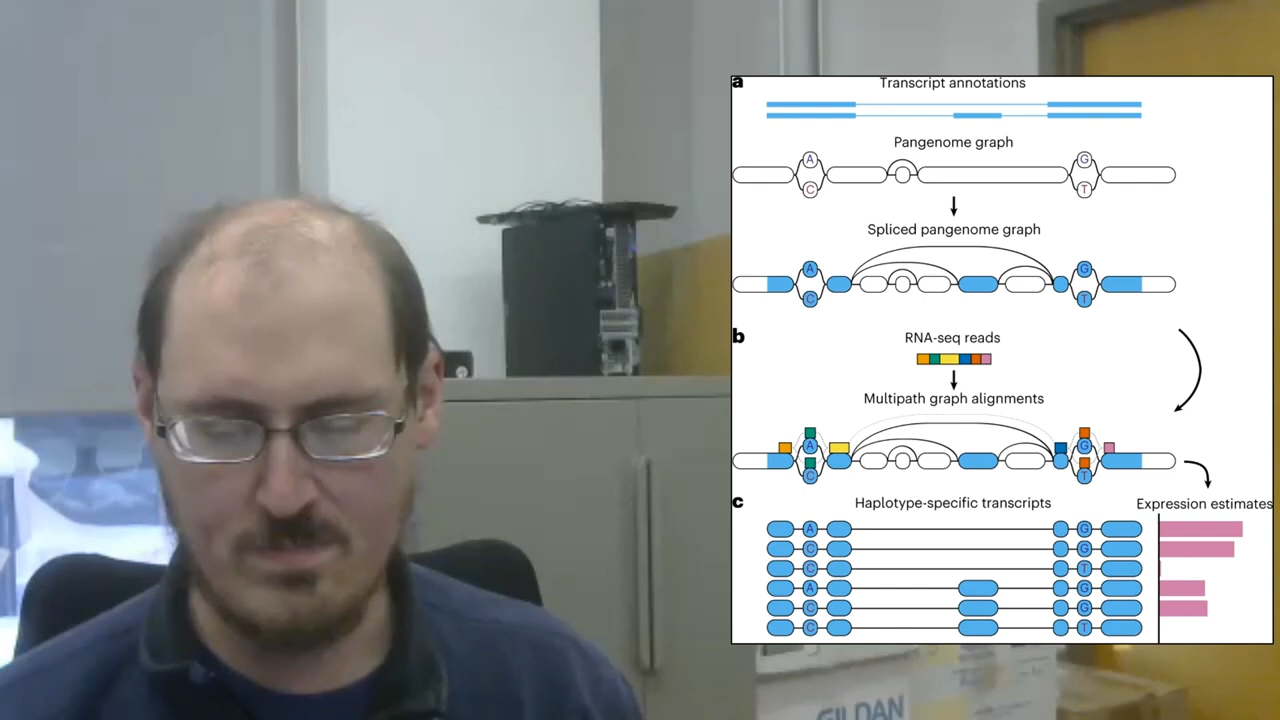 a
Transcript annotations
Pangenome graph
A
G
C
T
Spliced pangenome graph
A
G
C
T
b
RNA-seq reads
Multipath graph alignments
A
G
C
T
c
Haplotype-specific transcripts
Expression estimates
A G
C G
C T
A G
C G
C T
GILDAN